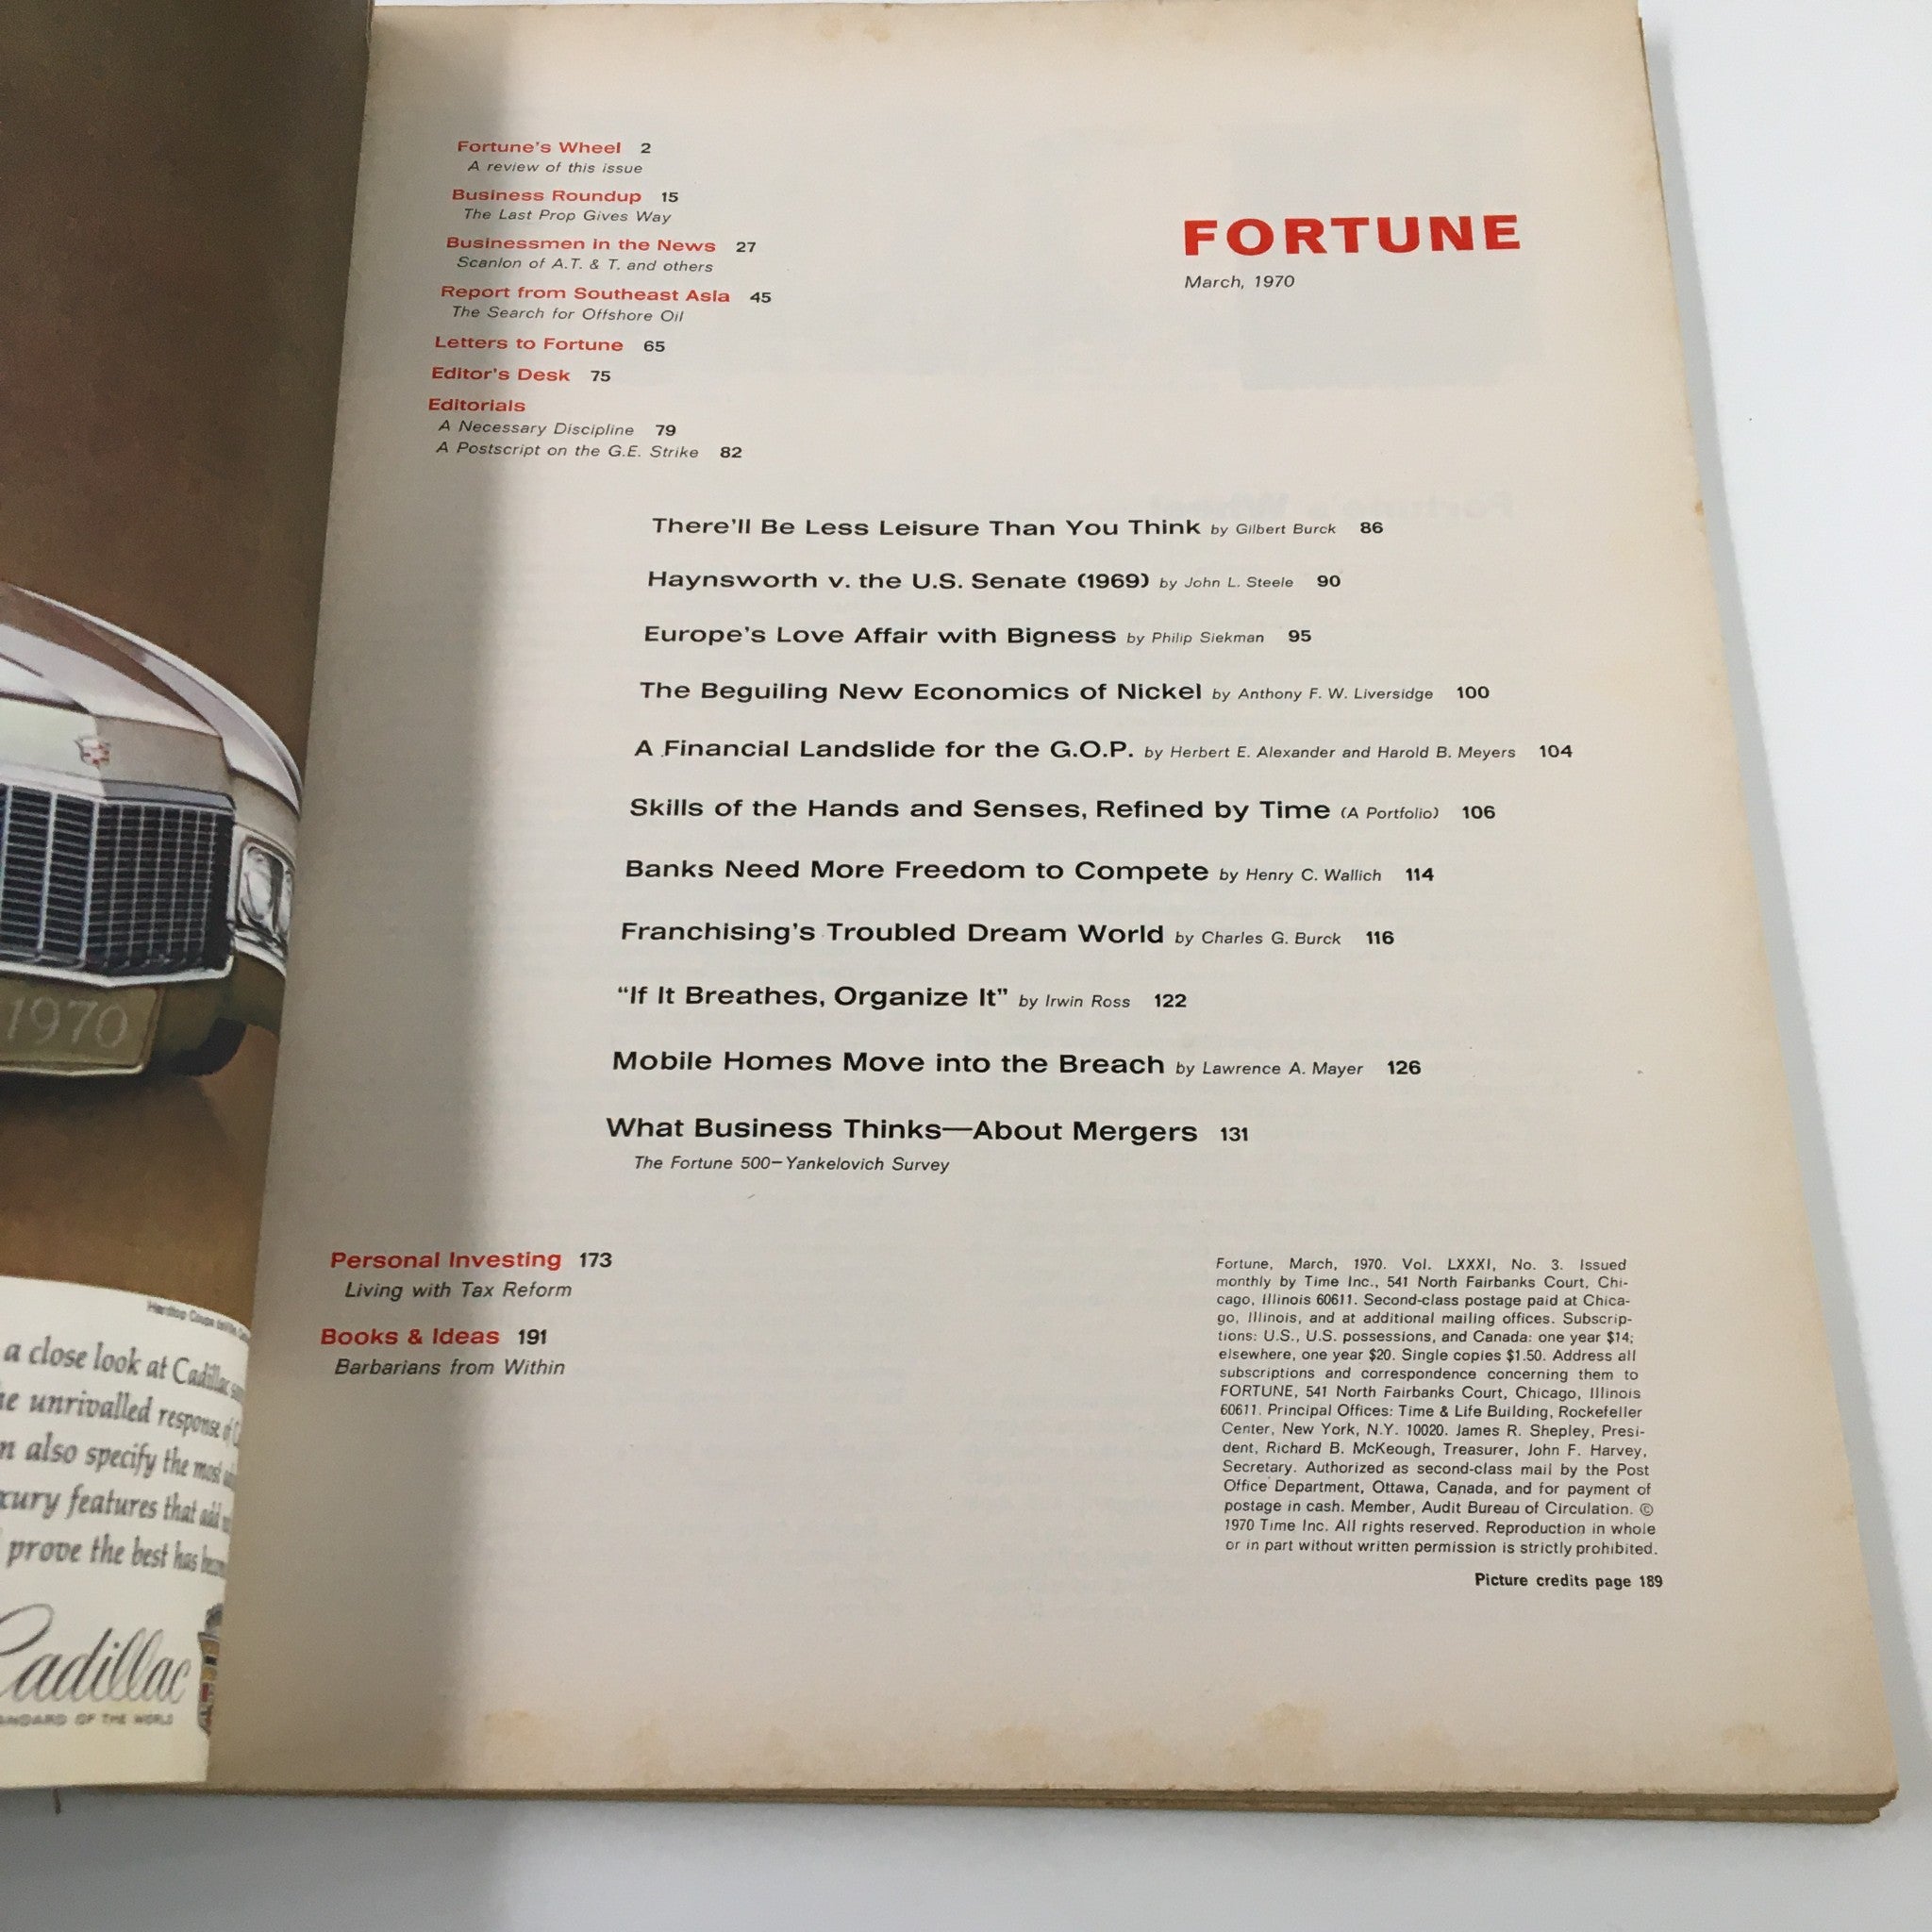 1970
a close look at Cadillac
unrivalled response of
also specify the most
features that add
prove the best has
Cadillac
OF THE WORLD
Fortune's Wheel 2
A review of this issue
Business Roundup 15
The Last Prop Gives Way
Businessmen in the News 27
Scanlon of A.T. & T. and others
Report from Southeast Asia 45
The Search for Offshore Oil
Letters to Fortune 65
Editor's Desk 75
Editorials
A Necessary Discipline 79
A Postscript on the G.E. Strike 82
FORTUNE
March, 1970
There'll Be Less Leisure Than You Think by Gilbert Burck 86
Haynsworth v. the U.S. Senate (1969) by John L. Steele 90
Europe's Love Affair with Bigness by Philip Siekman 95
The Beguiling New Economics of Nickel by Anthony F. W. Liversidge 100
A Financial Landslide for the G.O.P. by Herbert E. Alexander and Harold B. Meyers 104
Skills of the Hands and Senses, Refined by Time (A Portfolio) 106
Banks Need More Freedom to Compete by Henry C. Wallich 114
Franchising's Troubled Dream World by Charles G. Burck 116
"If It Breathes, Organize It" by Irwin Ross 122
Mobile Homes Move into the Breach by Lawrence A. Mayer 126
What Business Thinks—About Mergers 131
The Fortune 500—Yankelovich Survey
Personal Investing 173
Living with Tax Reform
Books & Ideas 191
Barbarians from Within
Fortune, March, 1970. Vol. LXXXI, No. 3. Issued
monthly by Time Inc., 541 North Fairbanks Court, Chi-
cago, Illinois 60611. Second-class postage paid at Chica-
go, Illinois, and at additional mailing offices. Subscrip-
tions: U.S., U.S. possessions, and Canada: one year $14;
elsewhere, one year $20. Single copies $1.50. Address all
subscriptions and correspondence concerning them to
FORTUNE, 541 North Fairbanks Court, Chicago, Illinois
60611. Principal Offices: Time & Life Building, Rockefeller
Center, New York, N.Y. 10020. James R. Shepley, Presi-
dent, Richard B. McKeough, Treasurer, John F. Harvey,
Secretary. Authorized as second-class mail by the Post
Office Department, Ottawa, Canada, and for payment of
postage in cash. Member, Audit Bureau of Circulation. ©
1970 Time Inc. All rights reserved. Reproduction in whole
or in part without written permission is strictly prohibited.
Picture credits page 189